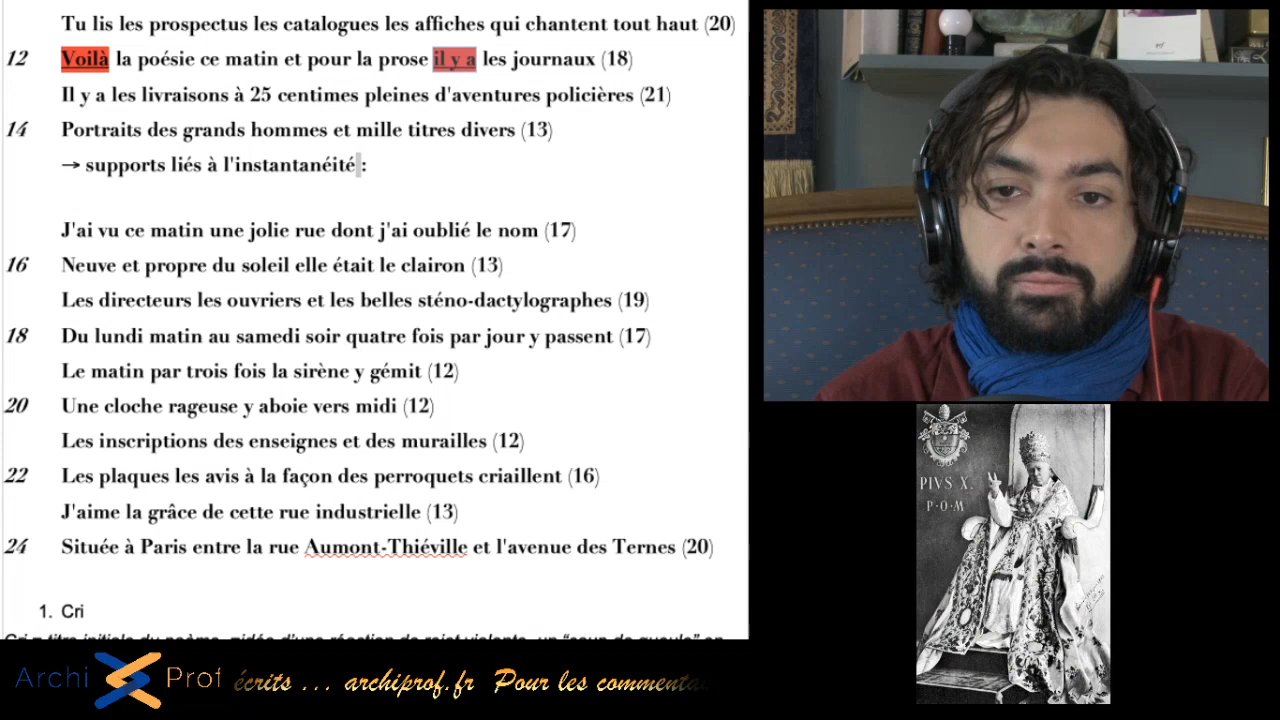 Tu lis les prospectus les catalogues les affiches qui chantent tout haut (20)
12 Voilà la poésie ce matin et pour la prose il y a les journaux (18)
Il y a les livraisons à 25 centimes pleines d'aventures policières (21)
14 Portraits des grands hommes et mille titres divers (13)
→ supports liés à l'instantanéité :
J'ai vu ce matin une jolie rue dont j'ai oublié le nom (17)
16 Neuve et propre du soleil elle était le clairon (13)
Les directeurs les ouvriers et les belles sténo-dactylographes (19)
18 Du lundi matin au samedi soir quatre fois par jour y passent (17)
Le matin par trois fois la sirène y gémit (12)
20 Une cloche rageuse y aboie vers midi (12)
Les inscriptions des enseignes et des murailles (12)
22 Les plaques les avis à la façon des perroquets criaillent (16)
J'aime la grâce de cette rue industrielle (13)
24 Située à Paris entre la rue Aumont-Thiéville et l'avenue des Ternes (20)
1. Cri
PIVS X.
P·O·M
Archi Prof écrits ... archiprof.fr Pour les commenta